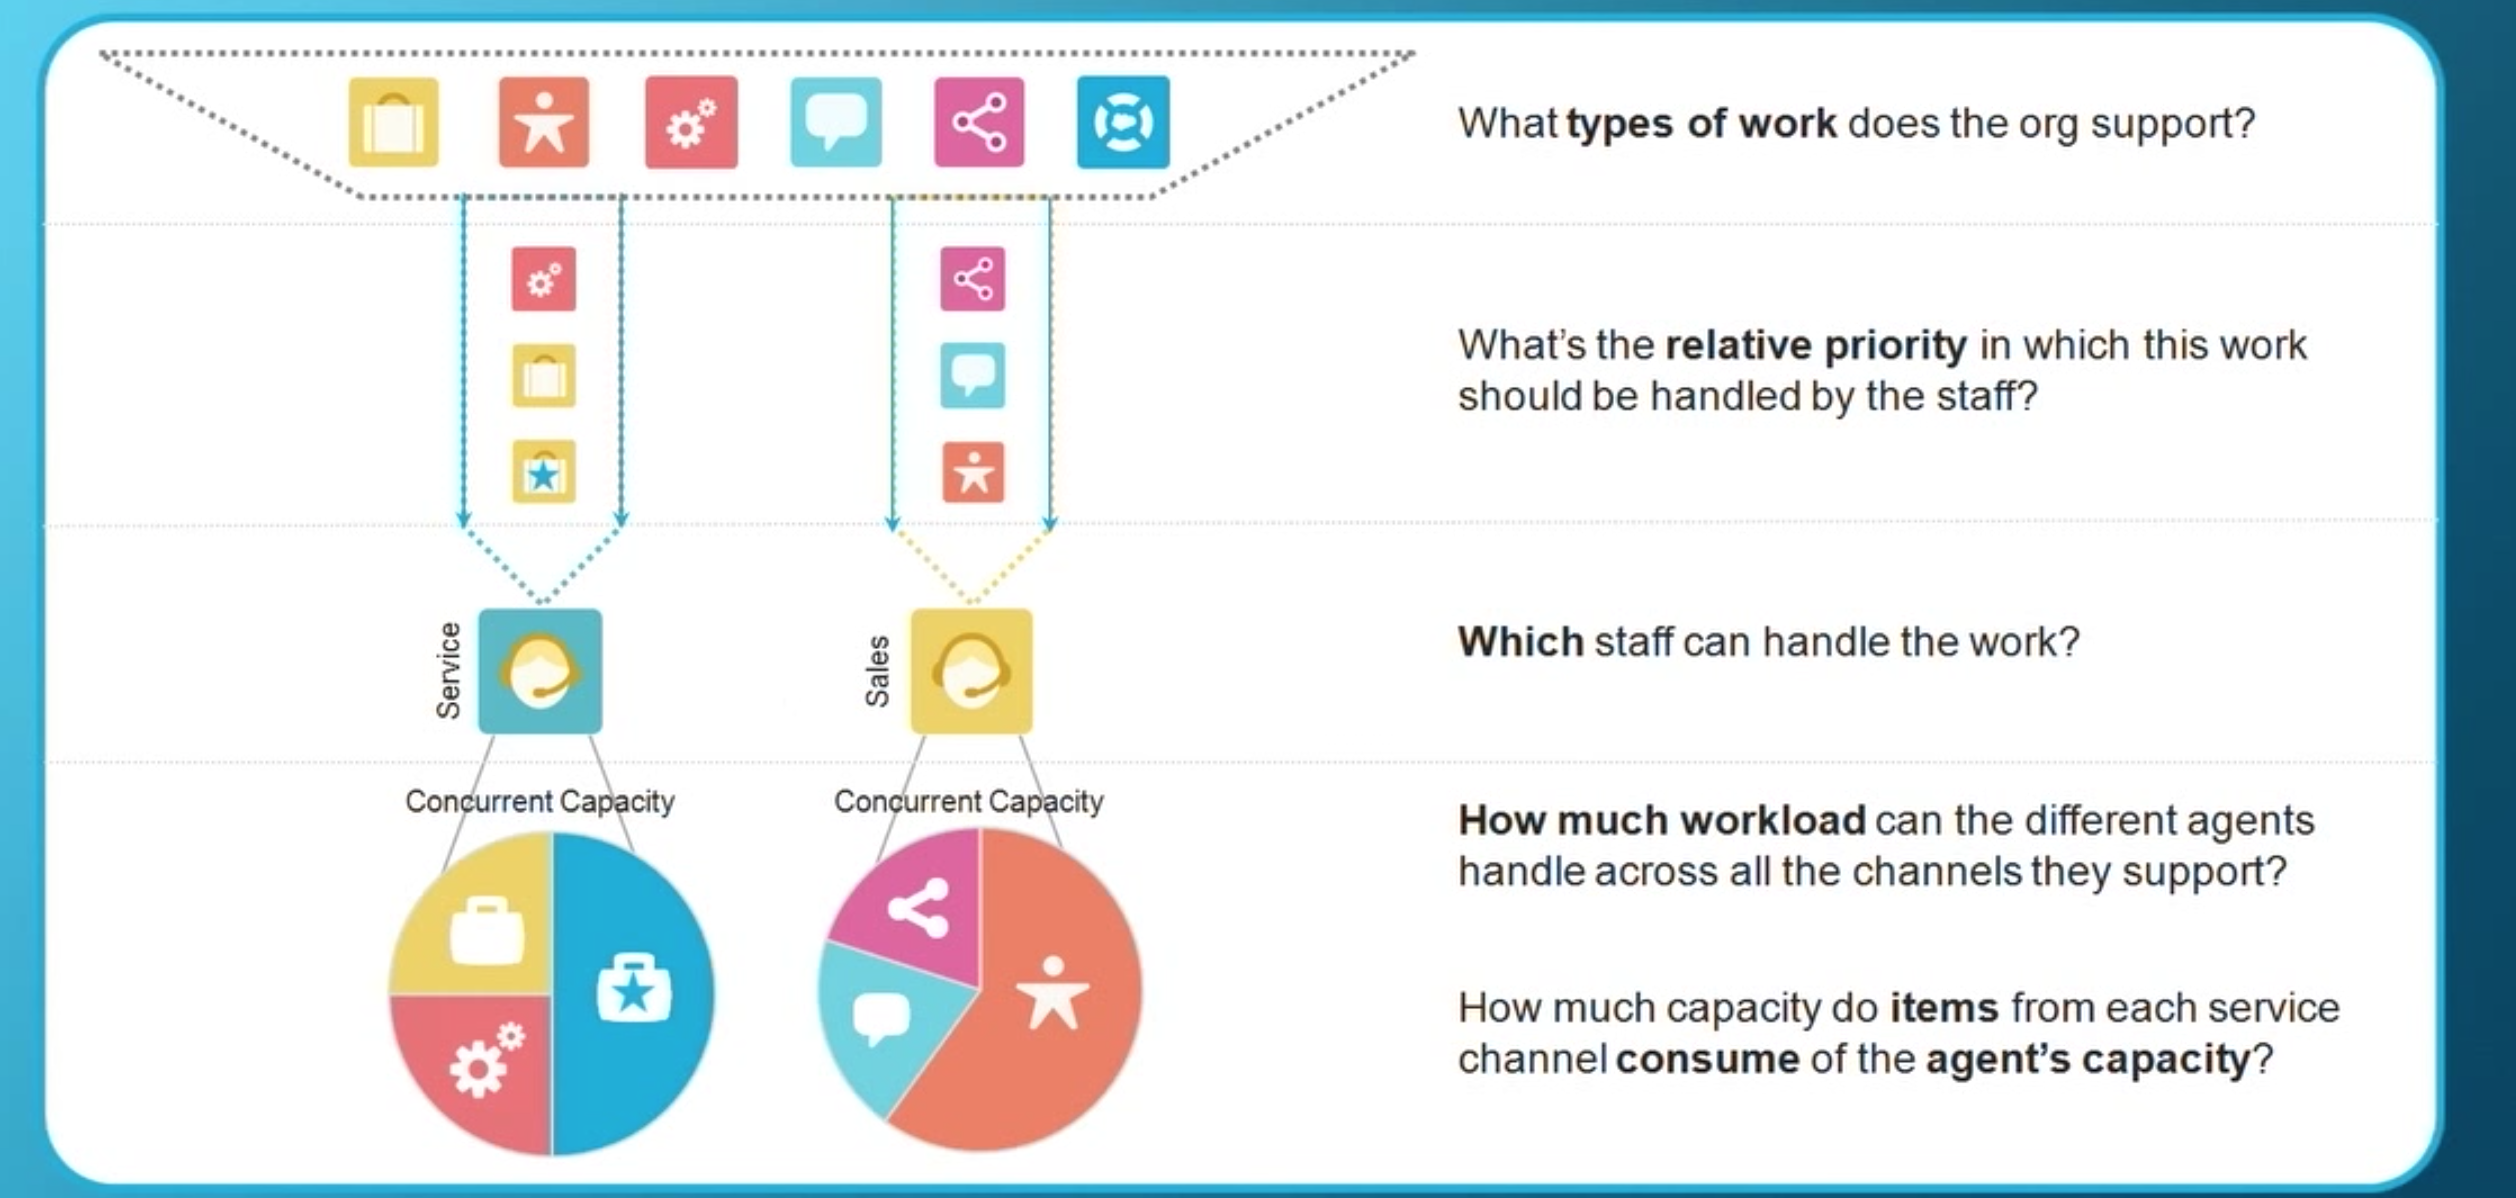 What types of work does the org support?
What's the relative priority in which this work
should be handled by the staff?
Service
Sales
Which staff can handle the work?
Concurrent Capacity
Concurrent Capacity
How much workload can the different agents
handle across all the channels they support?
How much capacity do items from each service
channel consume of the agent's capacity?